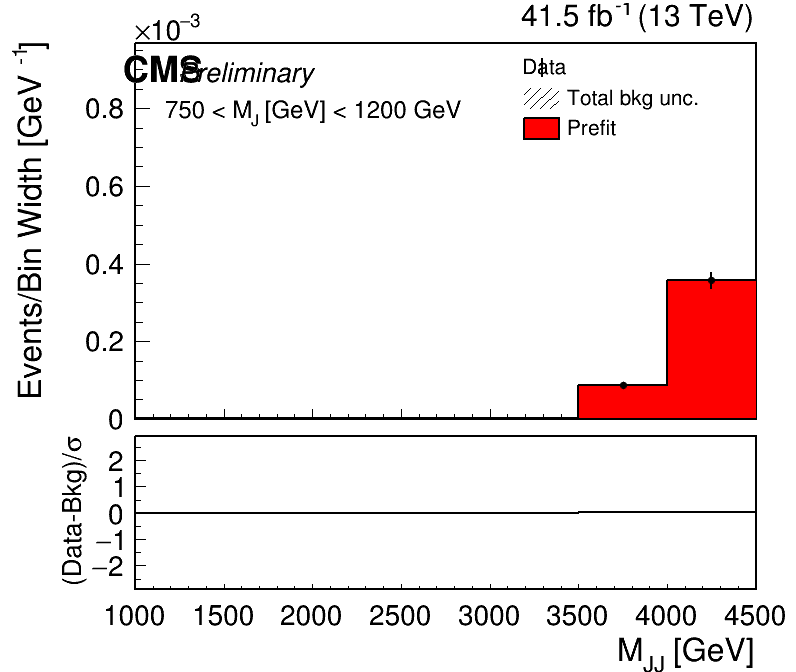 ×10⁻³
41.5 fb⁻¹ (13 TeV)
CMS Preliminary
750 < M_J [GeV] < 1200 GeV
Data
Total bkg unc.
Prefit
Events/Bin Width [GeV⁻¹]
0.8
0.6
0.4
0.2
0
(Data-Bkg)/σ
2
1
0
−1
−2
1000 1500 2000 2500 3000 3500 4000 4500
M_JJ [GeV]